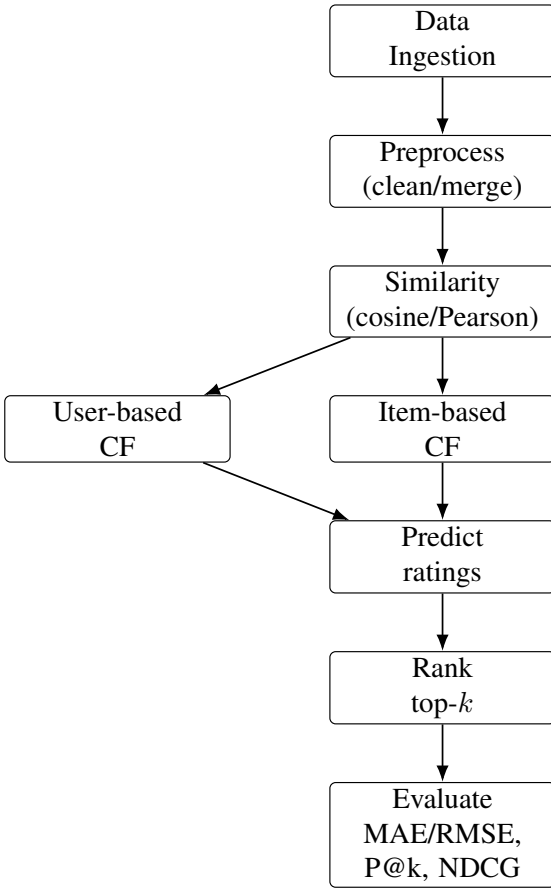 Data
Ingestion
Preprocess
(clean/merge)
Similarity
(cosine/Pearson)
User-based
CF
Item-based
CF
Predict
ratings
Rank
top-k
Evaluate
MAE/RMSE,
P@k, NDCG